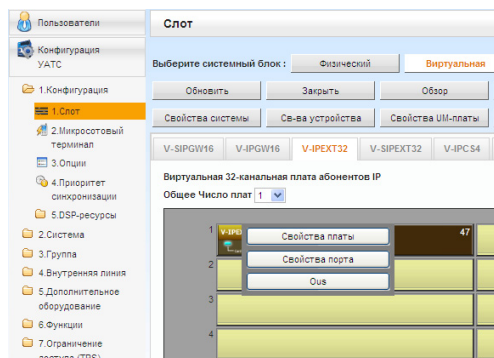 Пользователи
Конфигурация
УАТС
1.Конфигурация
1.Слот
2.Микросотовый
терминал
3.Опции
4.Приоритет
синхронизации
5.DSP-ресурсы
2.Система
3.Группа
4.Внутренняя линия
5.Дополнительное
оборудование
6.Функции
7.Ограничение
доступа (TRS)
Слот
Выберите системный блок : Физический Виртуальная
Обновить Закрыть Обзор
Свойства системы Св-ва устройства Свойства UM-платы
V-SIPGW16 V-IPGW16 V-IPEXT32 V-SIPEXT32 V-IPCS4
Виртуальная 32-канальная плата абонентов IP
Общее Число плат 1
1 47
Свойства платы
2 Свойства порта
Ous
3
4